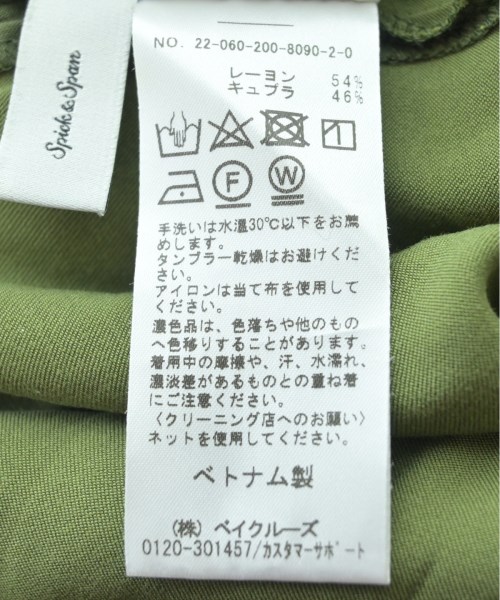 Spick & Span
NO. 22-060-200-8090-2-0
レーヨン 54%
キュプラ 46%
F
W
手洗いは水温30℃以下をお薦
めします。
タンブラー乾燥はお避けくださ
い。
アイロンは当て布を使用して
ください。
濃色品は、色落ちや他のもの
へ色移りすることがあります。
着用中の摩擦や、汗、水濡れ、
濃淡差があるものとの重ね着
にご注意ください。
〈クリーニング店へのお願い〉
ネットを使用してください。
ベトナム製
(株) ベイクルーズ
0120-301457/カスタマーサポート